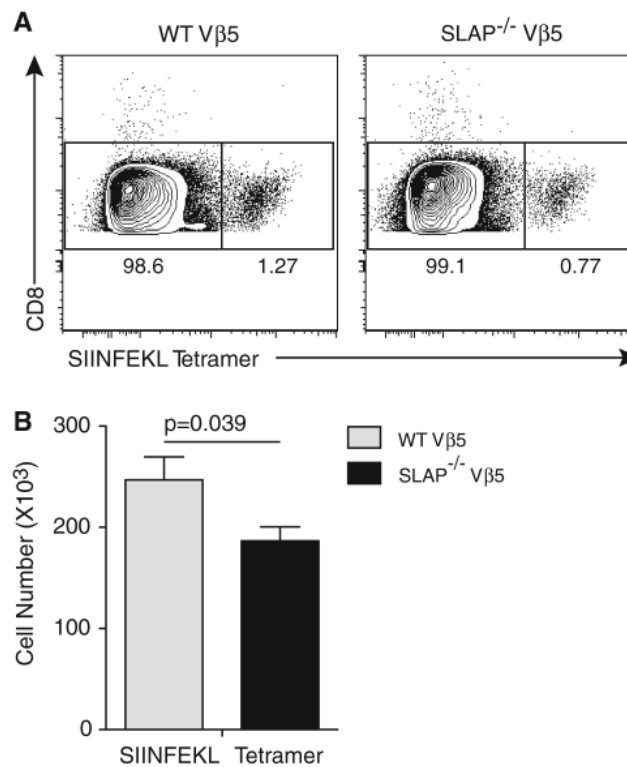 A
WT Vβ5
SLAP⁻/⁻ Vβ5
CD8
98.6
1.27
99.1
0.77
SIINFEKL Tetramer
B
p=0.039
WT Vβ5
SLAP⁻/⁻ Vβ5
Cell Number (X10³)
300
200
100
0
SIINFEKL Tetramer